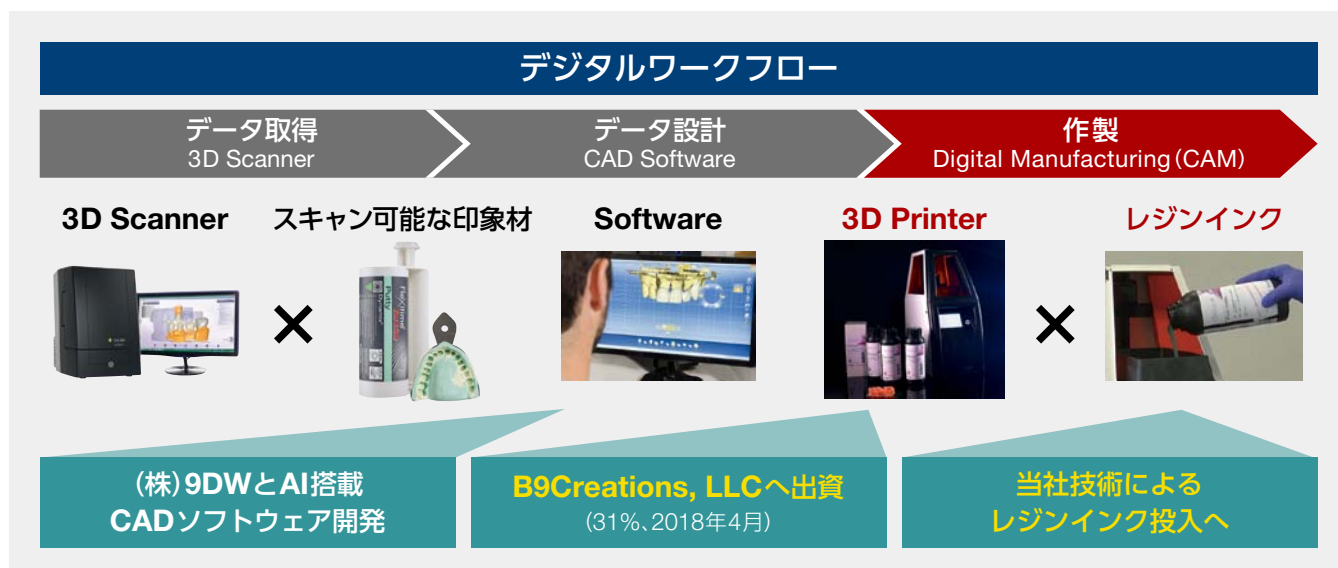 デジタルワークフロー
データ取得
3D Scanner
データ設計
CAD Software
作製
Digital Manufacturing（CAM）
3D Scanner
スキャン可能な印象材
Software
3D Printer
レジンインク
Putty
（株）9DWとAI搭載
CADソフトウェア開発
B9Creations, LLCへ出資
（31%、2018年4月）
当社技術による
レジンインク投入へ